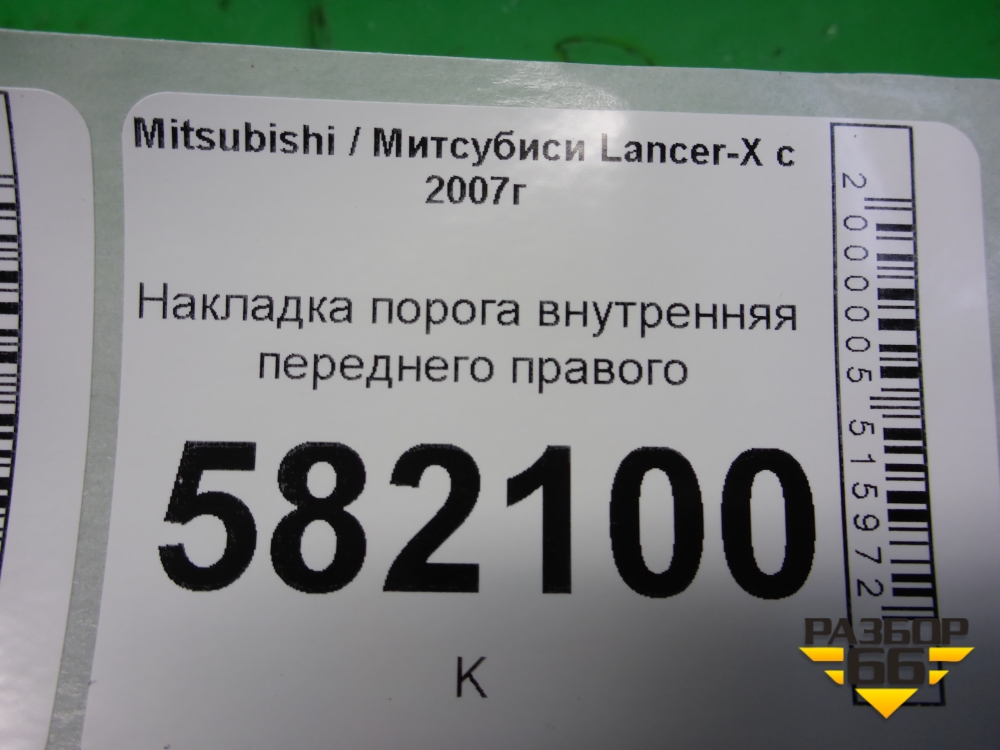 Mitsubishi / Митсубиси Lancer-X с
2007г
Накладка порога внутренняя
переднего правого
582100
К
2000005515972
РАЗБОР
66